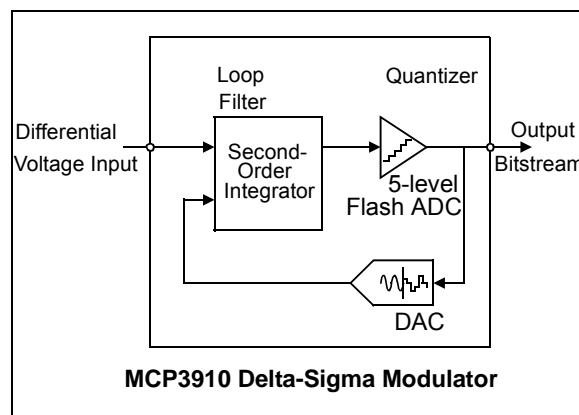 Loop
Filter
Quantizer
Differential
Voltage Input
Second-
Order
Integrator
5-level
Flash ADC
Output
Bitstream
DAC
MCP3910 Delta-Sigma Modulator